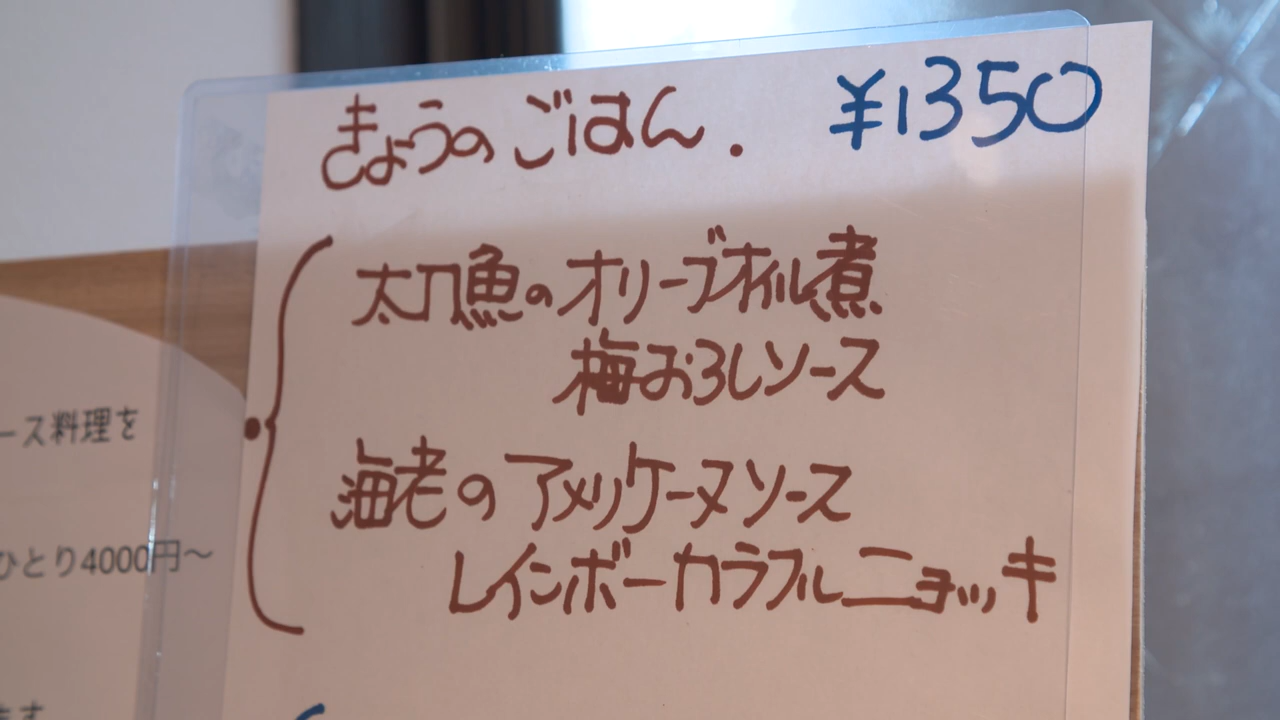 きょうの ごはん. ¥1350
太刀魚のオリーブオイル煮
梅おろしソース
海老のアメリケーヌソース
レインボーカラフルニョッキ
ース料理を
ひとり4000円～
ます